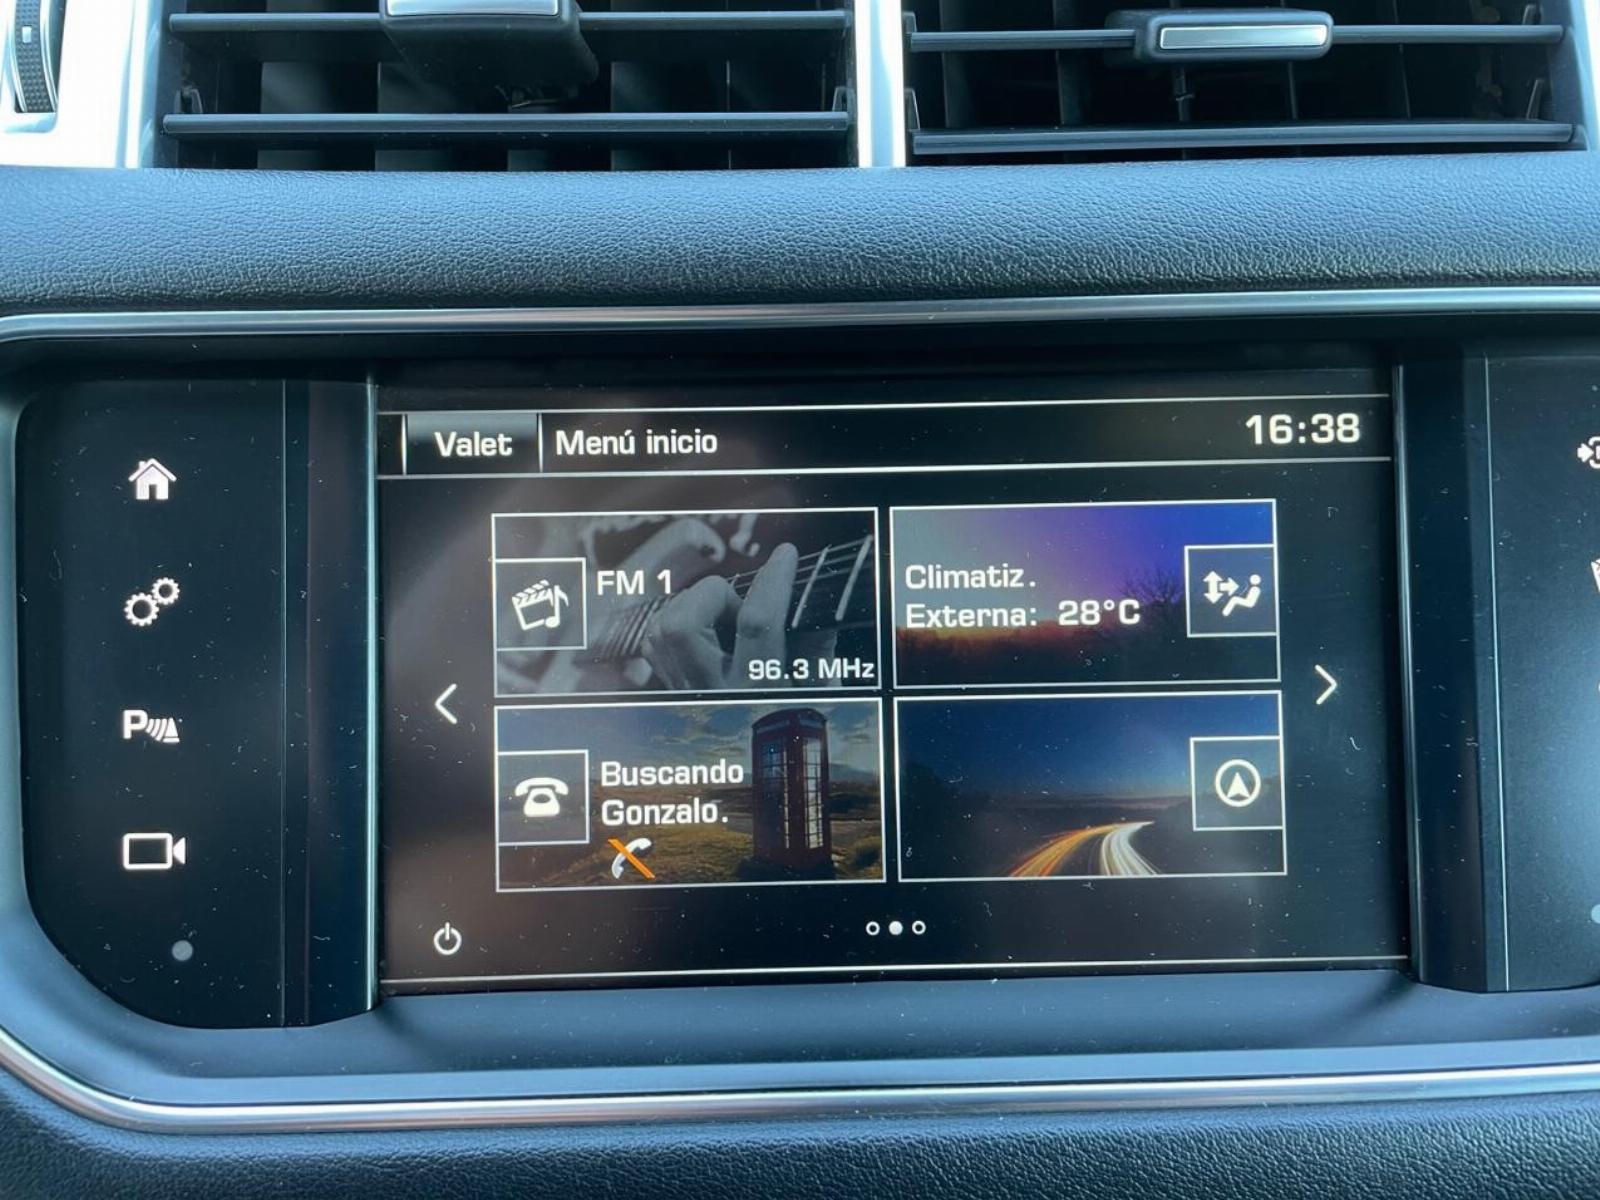 Valet
Menú inicio
16:38
FM 1
96.3 MHz
Climatiz.
Externa: 28°C
Buscando
Gonzalo.
P